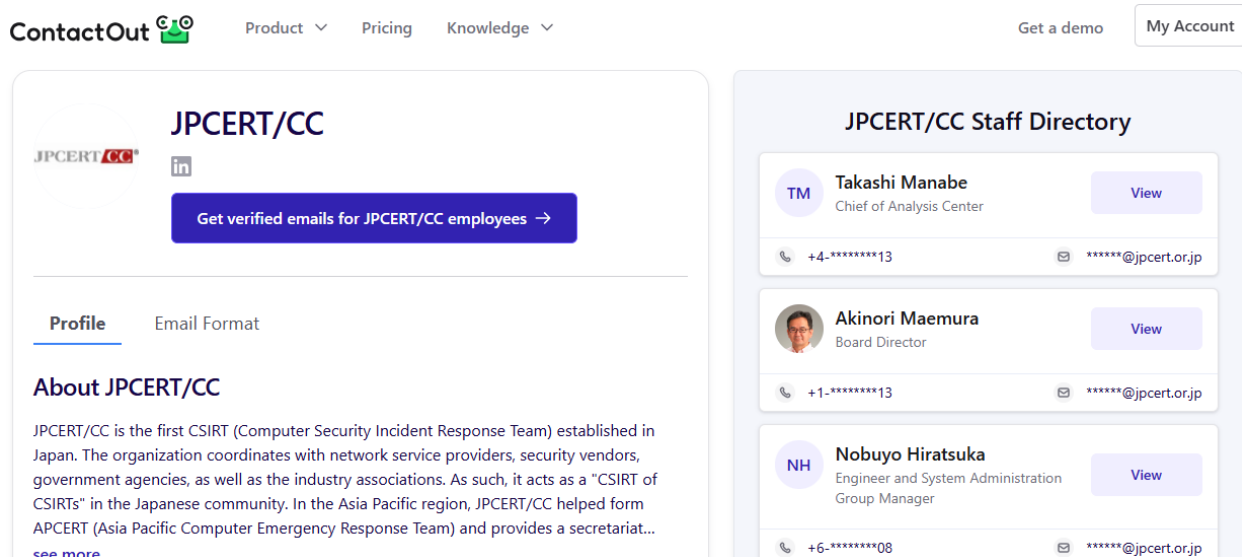 ContactOut
Product
Pricing
Knowledge
Get a demo
My Account
JPCERT CC®
JPCERT/CC
in
Get verified emails for JPCERT/CC employees →
Profile
Email Format
About JPCERT/CC
JPCERT/CC is the first CSIRT (Computer Security Incident Response Team) established in
Japan. The organization coordinates with network service providers, security vendors,
government agencies, as well as the industry associations. As such, it acts as a "CSIRT of
CSIRTs" in the Japanese community. In the Asia Pacific region, JPCERT/CC helped form
APCERT (Asia Pacific Computer Emergency Response Team) and provides a secretariat...
see more
JPCERT/CC Staff Directory
TM
Takashi Manabe
Chief of Analysis Center
View
+4-********13
******@jpcert.or.jp
Akinori Maemura
Board Director
View
+1-********13
******@jpcert.or.jp
NH
Nobuyo Hiratsuka
Engineer and System Administration
Group Manager
View
+6-********08
******@jpcert.or.jp